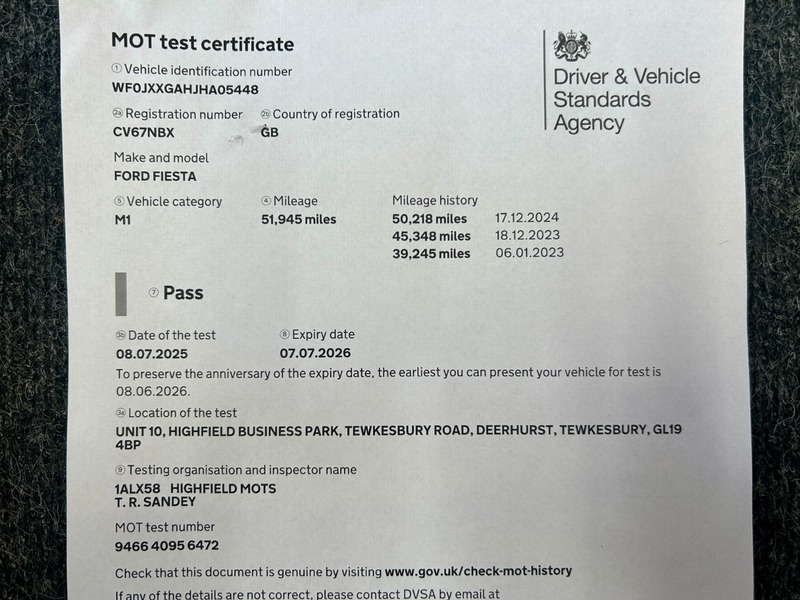 MOT test certificate
Driver & Vehicle
Standards
Agency
1 Vehicle identification number
WF0JXXGAHJHA05448
2a Registration number 2b Country of registration
CV67NBX GB
Make and model
FORD FIESTA
5 Vehicle category 4 Mileage Mileage history
M1 51,945 miles 50,218 miles 17.12.2024
45,348 miles 18.12.2023
39,245 miles 06.01.2023
7 Pass
3b Date of the test 8 Expiry date
08.07.2025 07.07.2026
To preserve the anniversary of the expiry date, the earliest you can present your vehicle for test is
08.06.2026.
3a Location of the test
UNIT 10, HIGHFIELD BUSINESS PARK, TEWKESBURY ROAD, DEERHURST, TEWKESBURY, GL19
4BP
9 Testing organisation and inspector name
1ALX58 HIGHFIELD MOTS
T. R. SANDEY
MOT test number
9466 4095 6472
Check that this document is genuine by visiting www.gov.uk/check-mot-history
If any of the details are not correct, please contact DVSA by email at